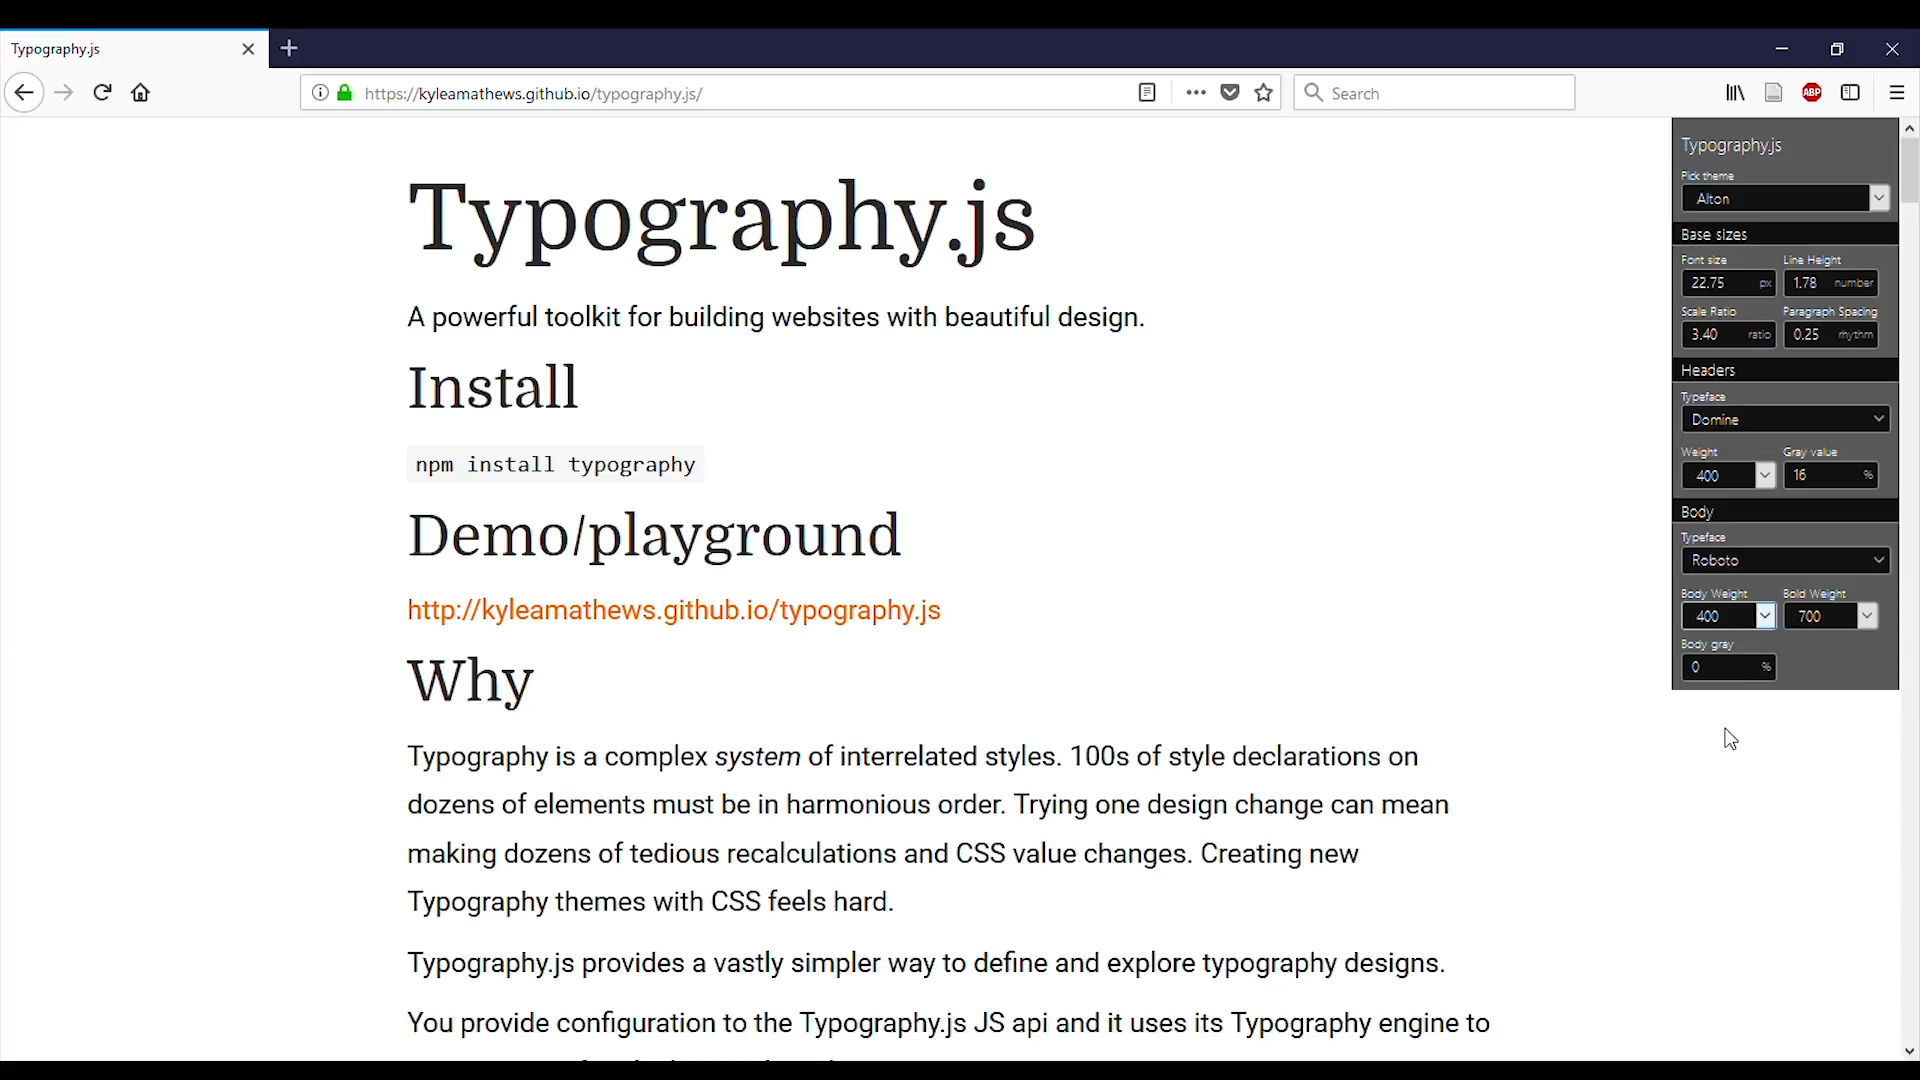 Typography.js
https://kyleamathews.github.io/typography.js/
Search
ABP
Typography.js
A powerful toolkit for building websites with beautiful design.
Install
npm install typography
Demo/playground
http://kyleamathews.github.io/typography.js
Why
Typography is a complex system of interrelated styles. 100s of style declarations on
dozens of elements must be in harmonious order. Trying one design change can mean
making dozens of tedious recalculations and CSS value changes. Creating new
Typography themes with CSS feels hard.
Typography.js provides a vastly simpler way to define and explore typography designs.
You provide configuration to the Typography.js JS api and it uses its Typography engine to
Typography.js
Pick theme
Alton
Base sizes
Font size Line Height
22.75 px 1.78 number
Scale Ratio Paragraph Spacing
3.40 ratio 0.25 rhythm
Headers
Typeface
Domine
Weight Gray value
400 16 %
Body
Typeface
Roboto
Body Weight Bold Weight
400 700
Body gray
0 %